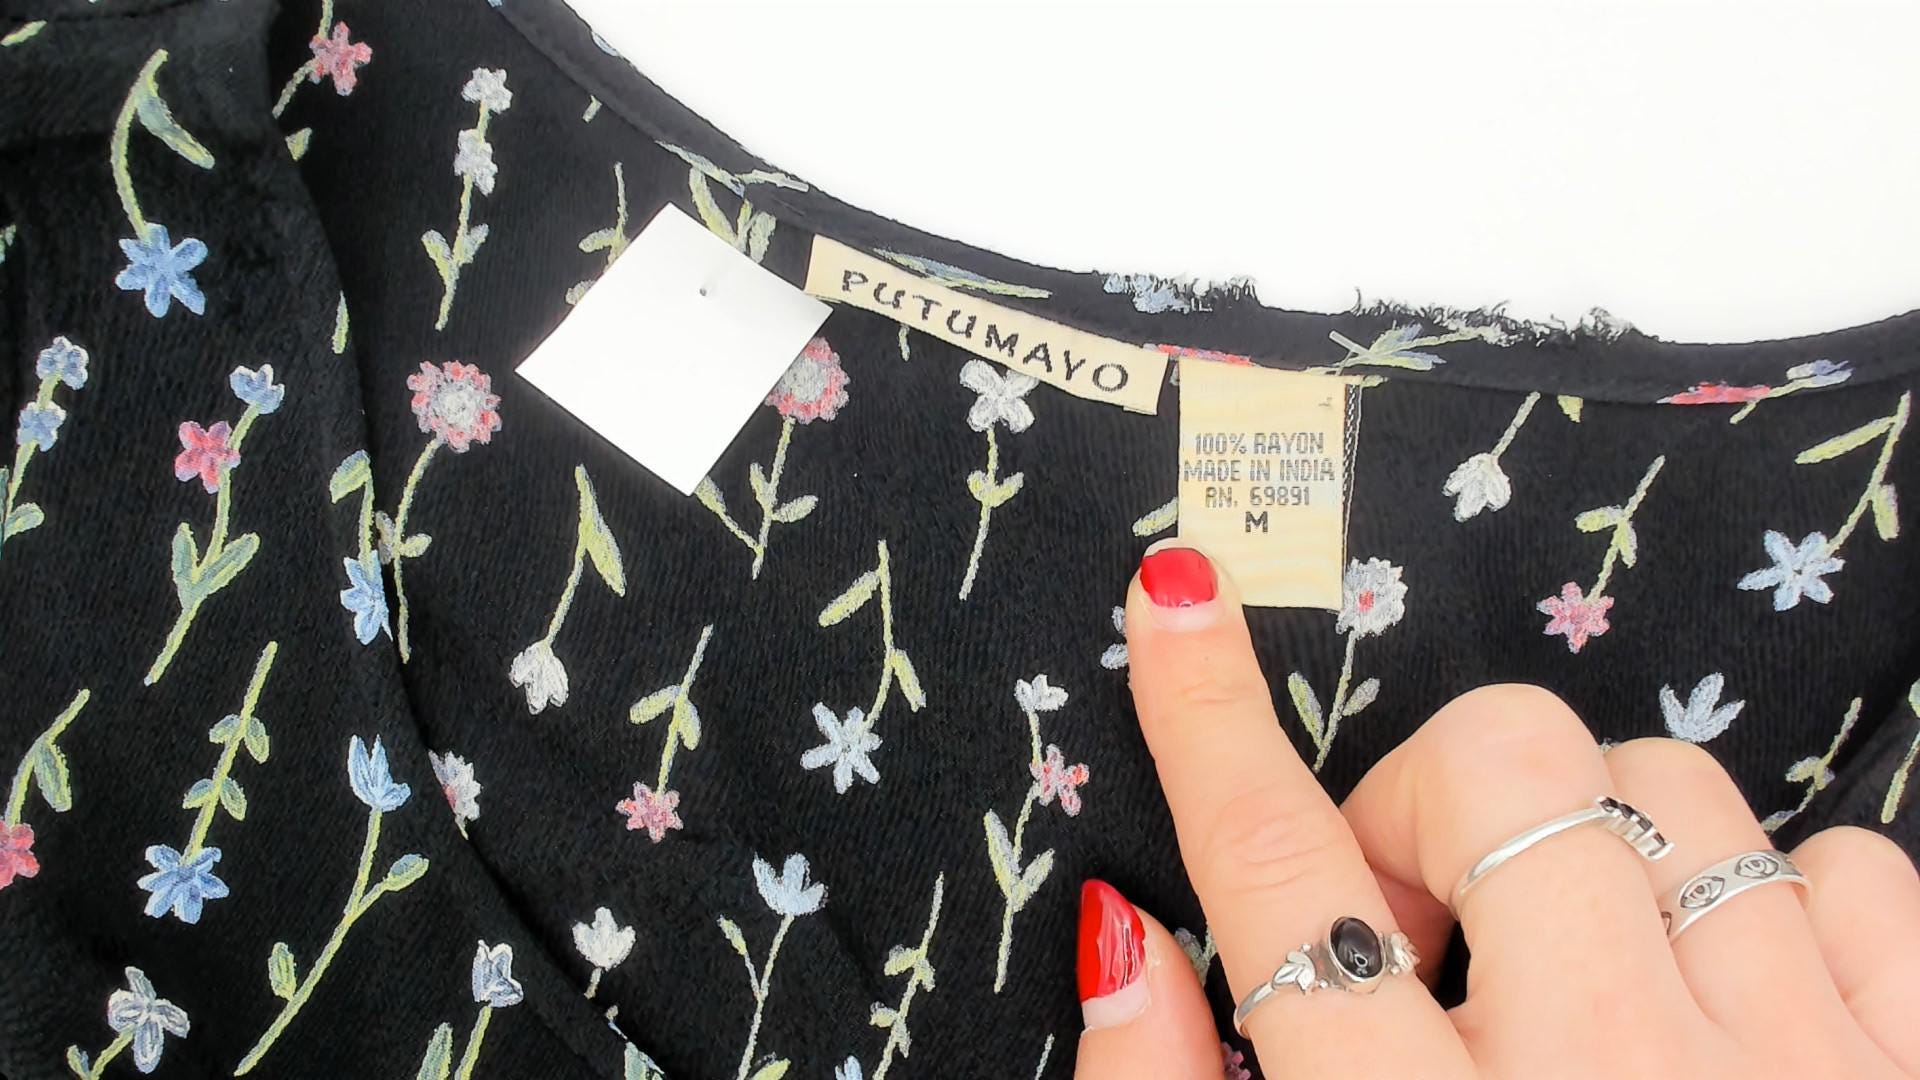 PUTUMAYO
100% RAYON
MADE IN INDIA
RN. 69891
M